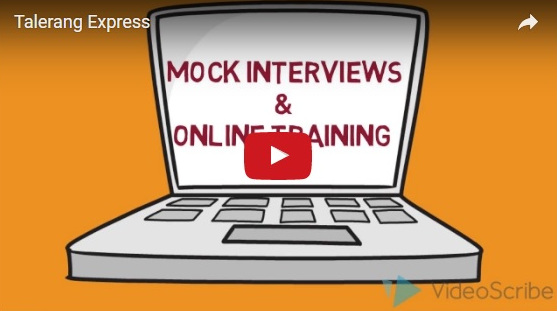 Talerang Express
MOCK INTERVIEWS
&
ONLINE TRAINING
VideoScribe